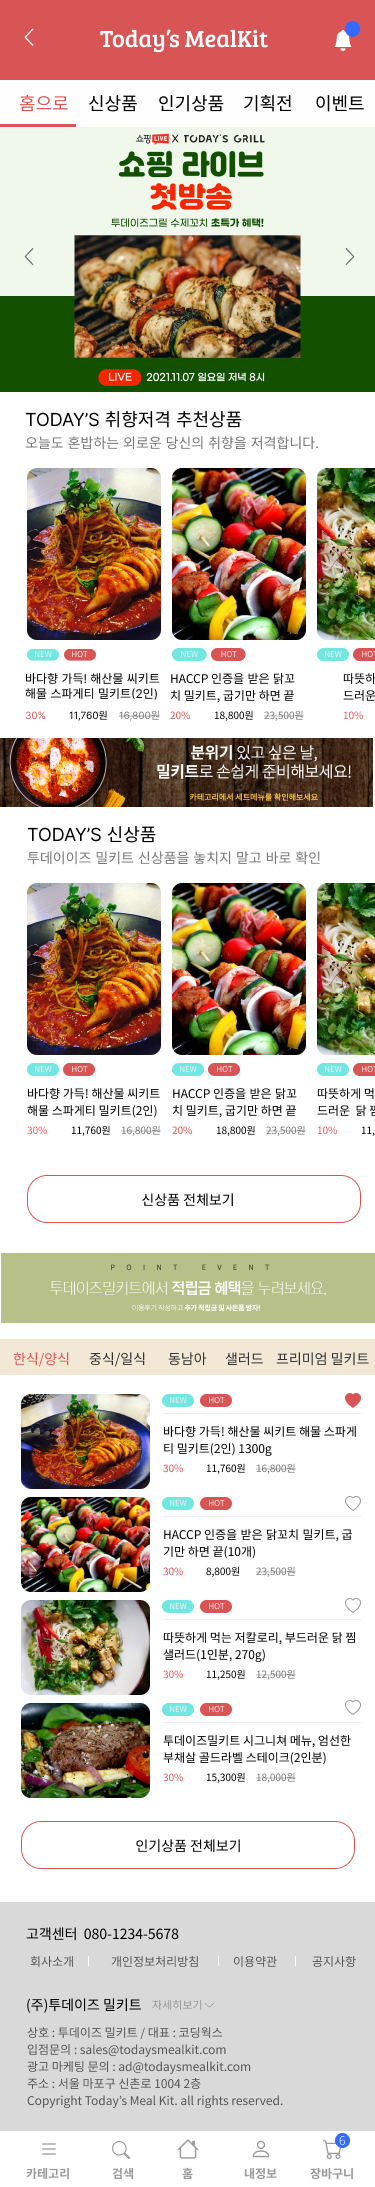 Today's MealKit
홈으로 신상품 인기상품 기획전 이벤트
쇼핑LIVE X TODAY'S GRILL
쇼핑 라이브
첫방송
투데이즈그릴 수제꼬치 초특가 혜택!
LIVE 2021.11.07 일요일 저녁 8시
TODAY'S 취향저격 추천상품
오늘도 혼밥하는 외로운 당신의 취향을 저격합니다.
NEW HOT NEW HOT NEW HOT
바다향 가득! 해산물 씨키트
해물 스파게티 밀키트(2인)
30% 11,760원 16,800원
HACCP 인증을 받은 닭꼬
치 밀키트, 굽기만 하면 끝
20% 18,800원 23,500원
따뜻하
드러운
10%
분위기 있고 싶은 날,
밀키트로 손쉽게 준비해보세요!
카테고리에서 세트메뉴를 확인해보세요
TODAY'S 신상품
투데이이즈 밀키트 신상품을 놓치지 말고 바로 확인
NEW HOT NEW HOT NEW HOT
바다향 가득! 해산물 씨키트
해물 스파게티 밀키트(2인)
30% 11,760원 16,800원
HACCP 인증을 받은 닭꼬
치 밀키트, 굽기만 하면 끝
20% 18,800원 23,500원
따뜻하게 먹
드러운 닭 찜
10% 11,
신상품 전체보기
POINT EVENT
투데이즈밀키트에서 적립금 혜택을 누려보세요.
이용후기 작성하고 추가 적립금 및 사은품 받자!
한식/양식 중식/일식 동남아 샐러드 프리미엄 밀키트
NEW HOT
바다향 가득! 해산물 씨키트 해물 스파게
티 밀키트(2인) 1300g
30% 11,760원 16,800원
NEW HOT
HACCP 인증을 받은 닭꼬치 밀키트, 굽
기만 하면 끝(10개)
30% 8,800원 23,500원
NEW HOT
따뜻하게 먹는 저칼로리, 부드러운 닭 찜
샐러드(1인분, 270g)
30% 11,250원 12,500원
NEW HOT
투데이즈밀키트 시그니쳐 메뉴, 엄선한
부채살 골드라벨 스테이크(2인분)
30% 15,300원 18,000원
인기상품 전체보기
고객센터 080-1234-5678
회사소개 개인정보처리방침 이용약관 공지사항
(주)투데이즈 밀키트 자세히보기
상호 : 투데이즈 밀키트 / 대표 : 코딩웍스
입점문의 : sales@todaysmealkit.com
광고 마케팅 문의 : ad@todaysmealkit.com
주소 : 서울 마포구 신촌로 1004 2층
Copyright Today's Meal Kit. all rights reserved.
6
카테고리 검색 홈 내정보 장바구니